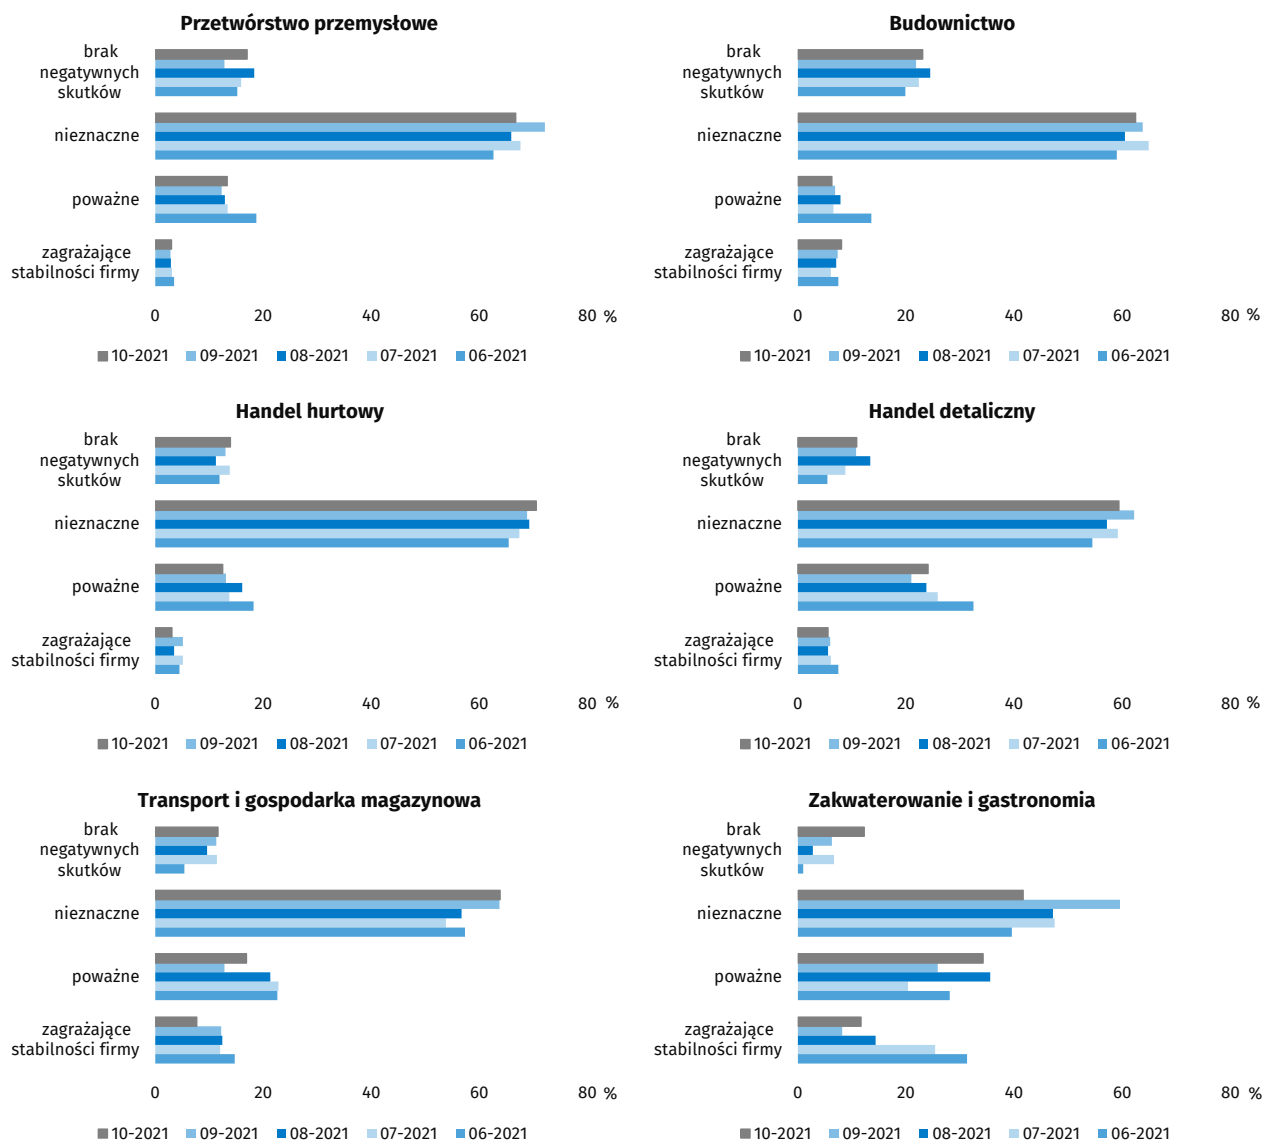 Przetwórstwo przemysłowe
brak
negatywnych
skutków
nieznaczne
poważne
zagrażające
stabilności firmy
0 20 40 60 80 %
10-2021 09-2021 08-2021 07-2021 06-2021
Budownictwo
brak
negatywnych
skutków
nieznaczne
poważne
zagrażające
stabilności firmy
0 20 40 60 80 %
10-2021 09-2021 08-2021 07-2021 06-2021
Handel hurtowy
brak
negatywnych
skutków
nieznaczne
poważne
zagrażające
stabilności firmy
0 20 40 60 80 %
10-2021 09-2021 08-2021 07-2021 06-2021
Handel detaliczny
brak
negatywnych
skutków
nieznaczne
poważne
zagrażające
stabilności firmy
0 20 40 60 80 %
10-2021 09-2021 08-2021 07-2021 06-2021
Transport i gospodarka magazynowa
brak
negatywnych
skutków
nieznaczne
poważne
zagrażające
stabilności firmy
0 20 40 60 80 %
10-2021 09-2021 08-2021 07-2021 06-2021
Zakwaterowanie i gastronomia
brak
negatywnych
skutków
nieznaczne
poważne
zagrażające
stabilności firmy
0 20 40 60 80 %
10-2021 09-2021 08-2021 07-2021 06-2021